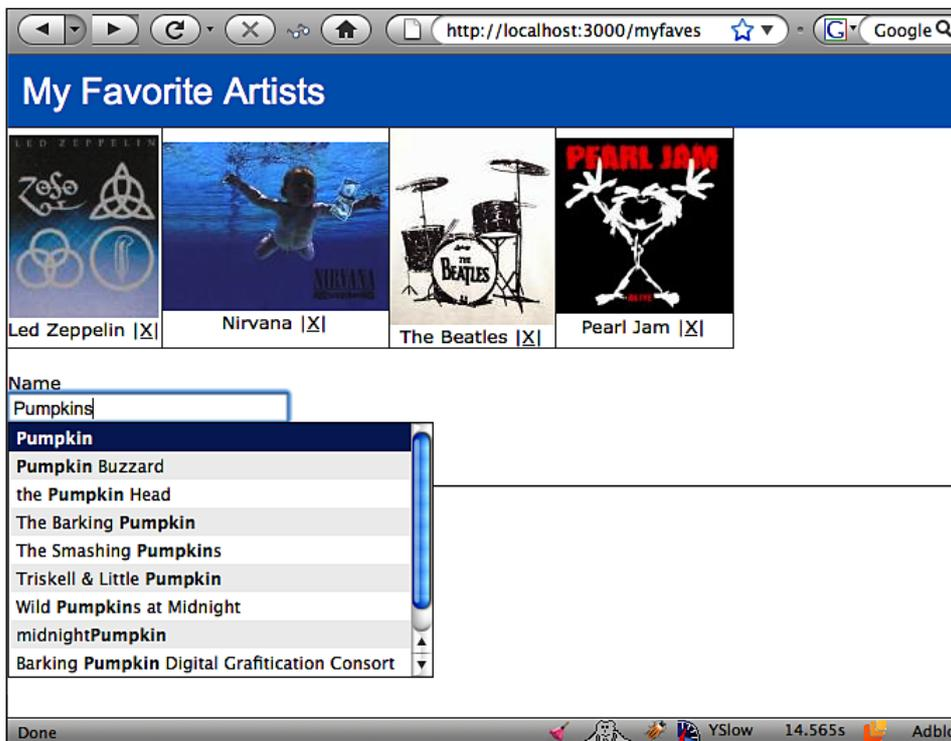 http://localhost:3000/myfaves
G
Google
My Favorite Artists
LED ZEPPELIN
ZoSo
NIRVANA
THE
BEATLES
PEARL JAM
ALIVE
Led Zeppelin |X|
Nirvana |X|
The Beatles |X|
Pearl Jam |X|
Name
Pumpkins
Pumpkin
Pumpkin Buzzard
the Pumpkin Head
The Barking Pumpkin
The Smashing Pumpkins
Triskell & Little Pumpkin
Wild Pumpkins at Midnight
midnightPumpkin
Barking Pumpkin Digital Grafitication Consort
Done
YSlow
14.565s